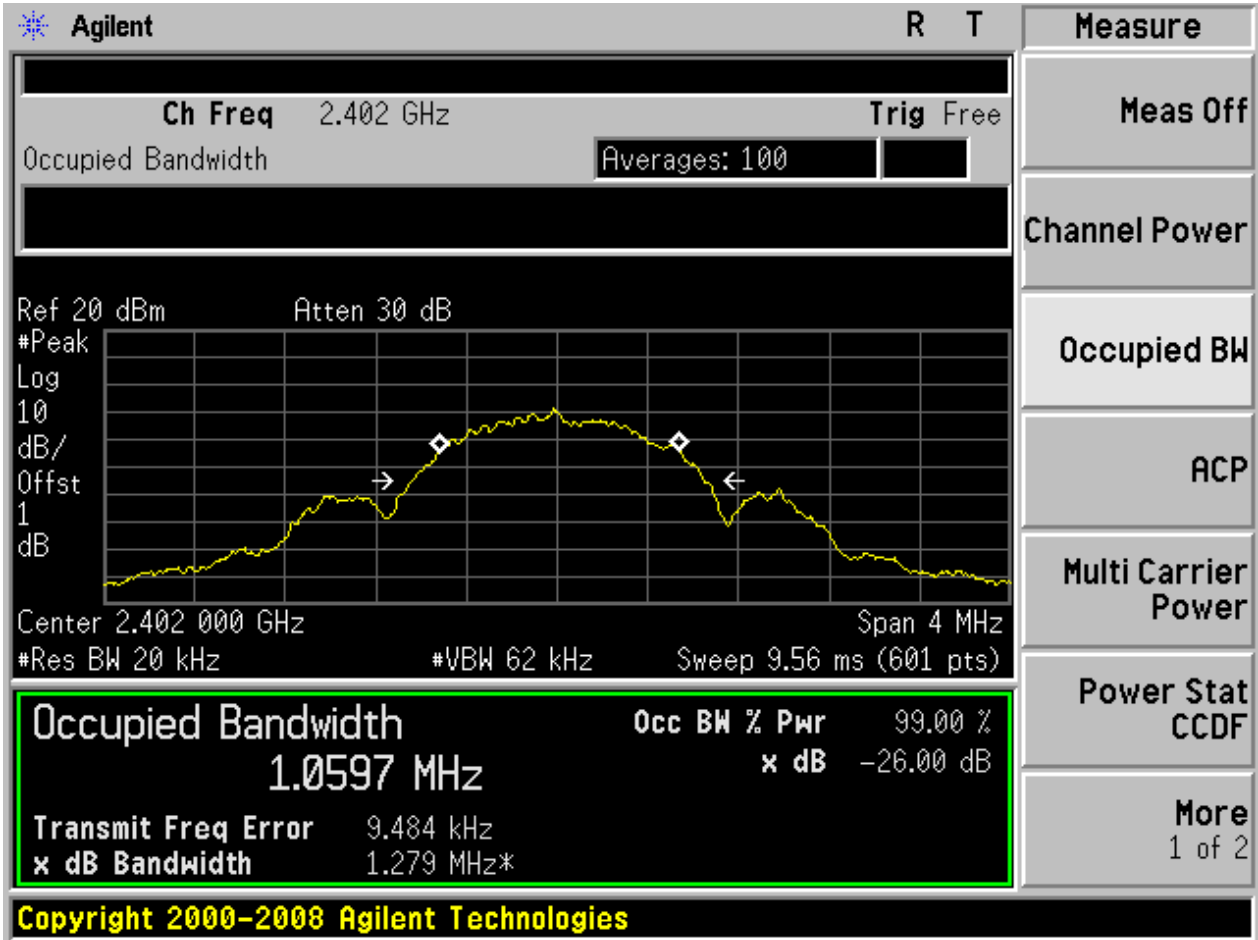 Agilent R T
Ch Freq 2.402 GHz Trig Free
Occupied Bandwidth Averages: 100
Ref 20 dBm Atten 30 dB
#Peak
Log
10
dB/
Offst
1
dB
Center 2.402 000 GHz Span 4 MHz
#Res BW 20 kHz #VBW 62 kHz Sweep 9.56 ms (601 pts)
Occupied Bandwidth
1.0597 MHz
Occ BW % Pwr 99.00 %
x dB -26.00 dB
Transmit Freq Error 9.484 kHz
x dB Bandwidth 1.279 MHz*
Copyright 2000-2008 Agilent Technologies
Measure
Meas Off
Channel Power
Occupied BW
ACP
Multi Carrier
Power
Power Stat
CCDF
More
1 of 2